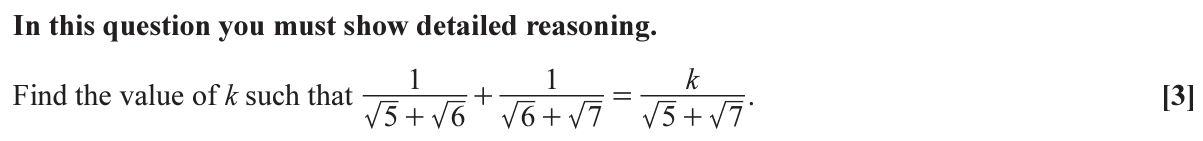 In this question you must show detailed reasoning.
Find the value of k such that 1/(√5 + √6) + 1/(√6 + √7) = k/(√5 + √7). [3]